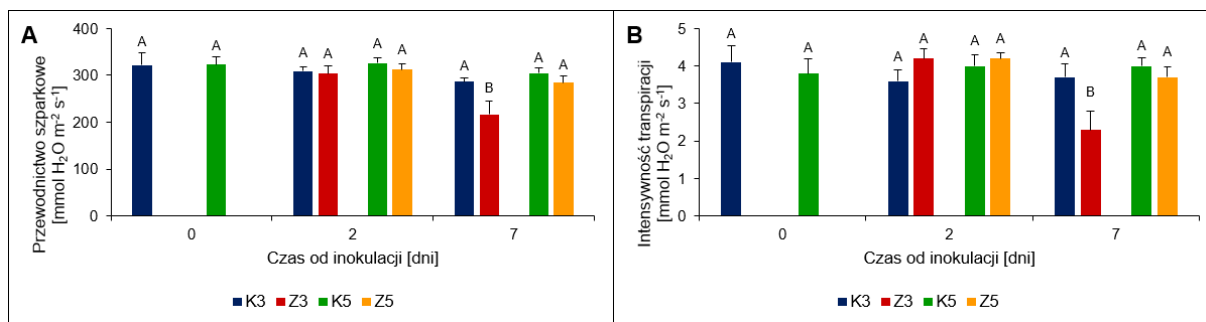 A
Przewodnictwo szparkowe
[mmol H₂O m⁻² s⁻¹]
400
300
200
100
0
A A A A A A A B A A
0 2 7
Czas od inokulacji [dni]
K3 Z3 K5 Z5
B
Intensywność transpiracji
[mmol H₂O m⁻² s⁻¹]
5
4
3
2
1
0
A A A A A A A B A A
0 2 7
Czas od inokulacji [dni]
K3 Z3 K5 Z5